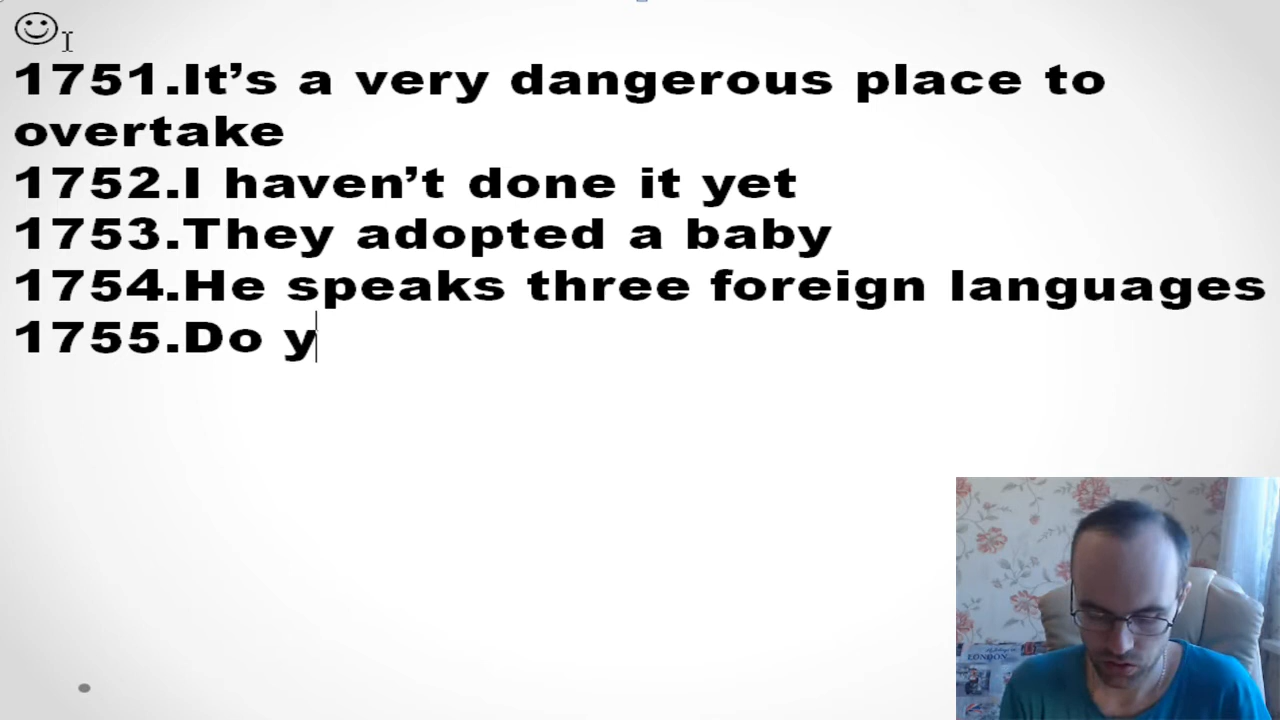 1751.It’s a very dangerous place to
overtake
1752.I haven’t done it yet
1753.They adopted a baby
1754.He speaks three foreign languages
1755.Do y
LONDON